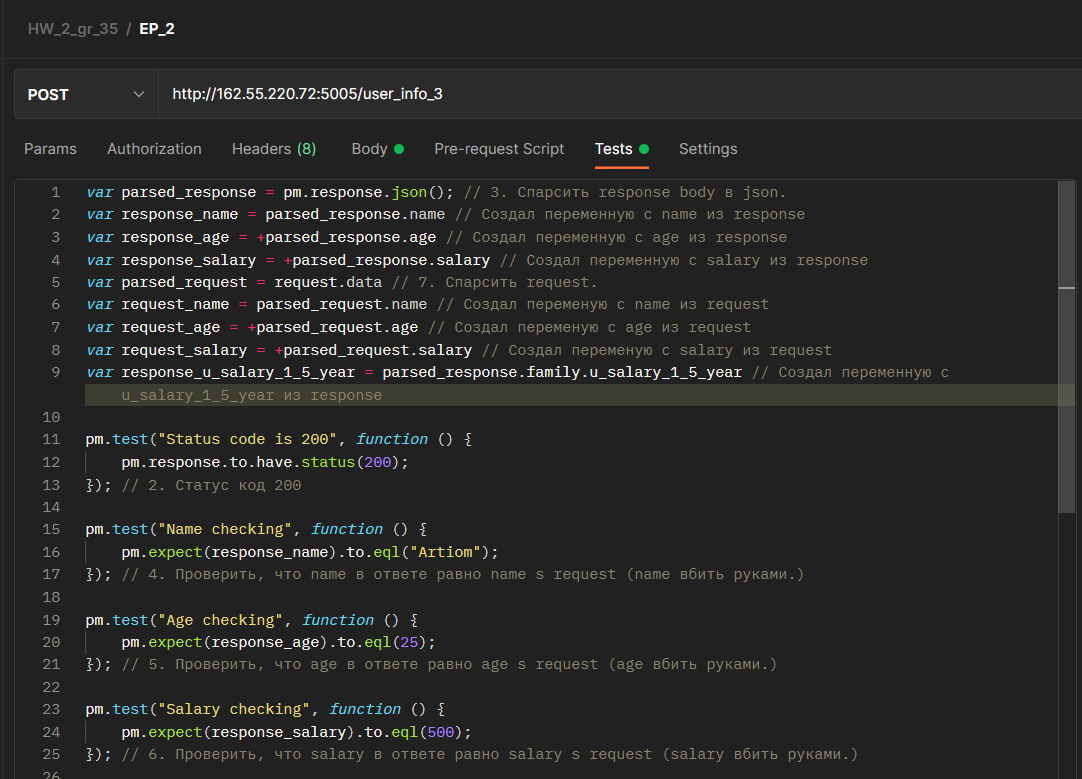 HW_2_gr_35 / EP_2
POST http://162.55.220.72:5005/user_info_3
Params Authorization Headers (8) Body Pre-request Script Tests Settings
1 var parsed_response = pm.response.json(); // 3. Спарсить response body в json.
2 var response_name = parsed_response.name // Создал переменную с name из response
3 var response_age = +parsed_response.age // Создал переменную с age из response
4 var response_salary = +parsed_response.salary // Создал переменную с salary из response
5 var parsed_request = request.data // 7. Спарсить request.
6 var request_name = parsed_request.name // Создал переменую с name из request
7 var request_age = +parsed_request.age // Создал переменую с age из request
8 var request_salary = +parsed_request.salary // Создал переменую с salary из request
9 var response_u_salary_1_5_year = parsed_response.family.u_salary_1_5_year // Создал переменную с
u_salary_1_5_year из response
10
11 pm.test("Status code is 200", function () {
12 pm.response.to.have.status(200);
13 }); // 2. Статус код 200
14
15 pm.test("Name checking", function () {
16 pm.expect(response_name).to.eql("Artiom");
17 }); // 4. Проверить, что name в ответе равно name s request (name вбить руками.)
18
19 pm.test("Age checking", function () {
20 pm.expect(response_age).to.eql(25);
21 }); // 5. Проверить, что age в ответе равно age s request (age вбить руками.)
22
23 pm.test("Salary checking", function () {
24 pm.expect(response_salary).to.eql(500);
25 }); // 6. Проверить, что salary в ответе равно salary s request (salary вбить руками.)
26